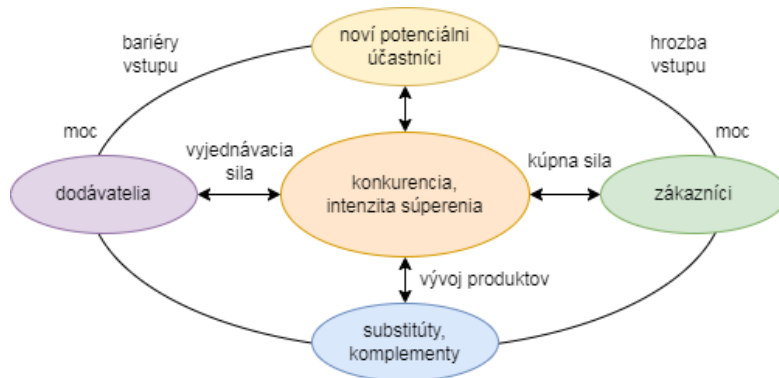 bariéry
vstupu
noví potenciálni
účastníci
hrozba
vstupu
moc
moc
vyjednávacia
sila
kúpna sila
dodávatelia
konkurencia,
intenzita súperenia
zákazníci
vývoj produktov
substitúty,
komplementy